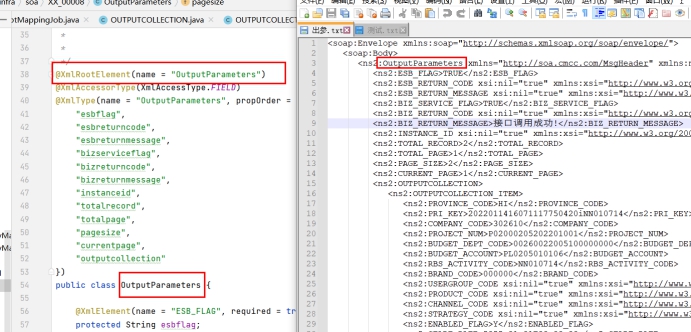 infra
soa
XX_00008
OutputParameters
pagesize
xtMappingJob.java
OUTPUTCOLLECTION.java
35 *
36 *
37 */
38 @XmlRootElement(name = "OutputParameters")
39 @XmlAccessorType(XmlAccessType.FIELD)
40 @XmlType(name = "OutputParameters", propOrder =
41 "esbflag",
42 "esbreturncode",
43 "esbreturnmessage",
44 "bizserviceflag",
45 "bizreturncode",
46 "bizreturnmessage",
47 "instanceid",
48 "totalrecord",
49 "totalpage",
50 "pagesize",
51 "currentpage",
52 "outputcollection"
53 })
54 public class OutputParameters {
55
56 @XmlElement(name = "ESB_FLAG", required =
57 protected String esbflag;
出参.txt
测试.txt
1 <soap:Envelope xmlns:soap="http://schemas.xmlsoap.org/soap/envelope/">
2 <soap:Body>
3 <ns2:OutputParameters xmlns="http://soa.cmcc.com/MsgHeader" xmlns
4 <ns2:ESB_FLAG>TRUE</ns2:ESB_FLAG>
5 <ns2:ESB_RETURN_CODE xsi:nil="true" xmlns:xsi="http://www.w3.
6 <ns2:ESB_RETURN_MESSAGE xsi:nil="true" xmlns:xsi="http://www.
7 <ns2:BIZ_SERVICE_FLAG>TRUE</ns2:BIZ_SERVICE_FLAG>
8 <ns2:BIZ_RETURN_CODE xsi:nil="true" xmlns:xsi="http://www.w3.
9 <ns2:BIZ_RETURN_MESSAGE>接口调用成功!</ns2:BIZ_RETURN_MESSAGE>
10 <ns2:INSTANCE_ID xsi:nil="true" xmlns:xsi="http://www.w3.org/200
11 <ns2:TOTAL_RECORD>2</ns2:TOTAL_RECORD>
12 <ns2:TOTAL_PAGE>1</ns2:TOTAL_PAGE>
13 <ns2:PAGE_SIZE>2</ns2:PAGE_SIZE>
14 <ns2:CURRENT_PAGE>1</ns2:CURRENT_PAGE>
15 <ns2:OUTPUTCOLLECTION>
16 <ns2:OUTPUTCOLLECTION_ITEM>
17 <ns2:PROVINCE_CODE>HI</ns2:PROVINCE_CODE>
18 <ns2:PRI_KEY>2022011416071117750420iNN010714</ns2:PRI_KEY>
19 <ns2:COMPANY_CODE>302610</ns2:COMPANY_CODE>
20 <ns2:PROJECT_NUM>P02000205202201001</ns2:PROJECT_NUM>
21 <ns2:BUDGET_DEPT_CODE>00260022005100000000</ns2:BUDGET_DE
22 <ns2:BUDGET_ACCOUNT>PL0205010106</ns2:BUDGET_ACCOUNT>
23 <ns2:RBS_ACTIVITY_CODE>NN010714</ns2:RBS_ACTIVITY_CODE>
24 <ns2:BRAND_CODE>000000</ns2:BRAND_CODE>
25 <ns2:USERGROUP_CODE xsi:nil="true" xmlns:xsi="http://www.
26 <ns2:PRODUCT_CODE xsi:nil="true" xmlns:xsi="http://www.w3
27 <ns2:CHANNEL_CODE xsi:nil="true" xmlns:xsi="http://www.w3
28 <ns2:STRATEGY_CODE xsi:nil="true" xmlns:xsi="http://www.w
29 <ns2:ENABLED_FLAG>Y</ns2:ENABLED_FLAG>